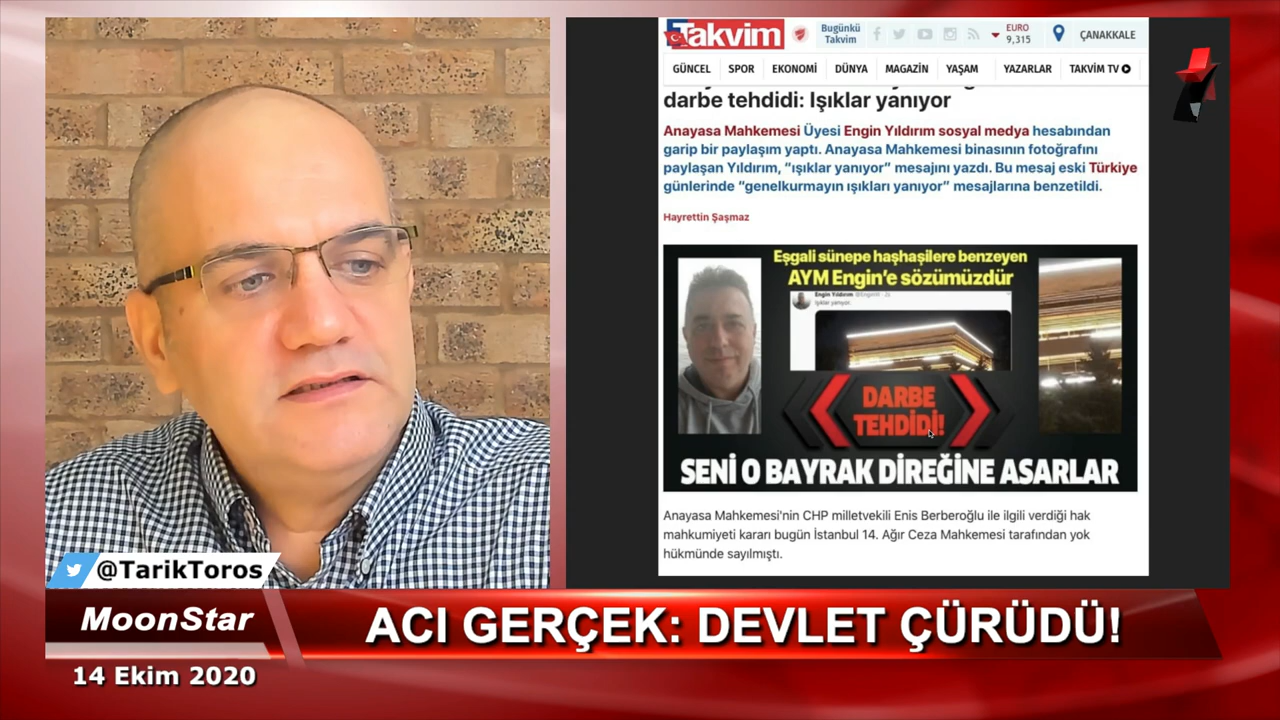 Takvim
Bugünkü
Takvim
EURO
9,315
ÇANAKKALE
GÜNCEL SPOR EKONOMİ DÜNYA MAGAZİN YAŞAM YAZARLAR TAKVİM TV
darbe tehdidi: Işıklar yanıyor
Anayasa Mahkemesi Üyesi Engin Yıldırım sosyal medya hesabından
garip bir paylaşım yaptı. Anayasa Mahkemesi binasının fotoğrafını
paylaşan Yıldırım, “ışıklar yanıyor” mesajını yazdı. Bu mesaj eski Türkiye
günlerinde “genelkurmayın ışıkları yanıyor” mesajlarına benzetildi.
Hayrettin Şaşmaz
Eşgali sünepe haşhaşilere benzeyen
AYM Engin’e sözümüzdür
Engin Yıldırım
Işıklar yanıyor.
DARBE
TEHDİDİ!
SENİ O BAYRAK DİREĞİNE ASARLAR
Anayasa Mahkemesi'nin CHP milletvekili Enis Berberoğlu ile ilgili verdiği hak
mahkumiyeti kararı bugün İstanbul 14. Ağır Ceza Mahkemesi tarafından yok
hükmünde sayılmıştı.
@TarikToros
MoonStar
ACI GERÇEK: DEVLET ÇÜRÜDÜ!
14 Ekim 2020